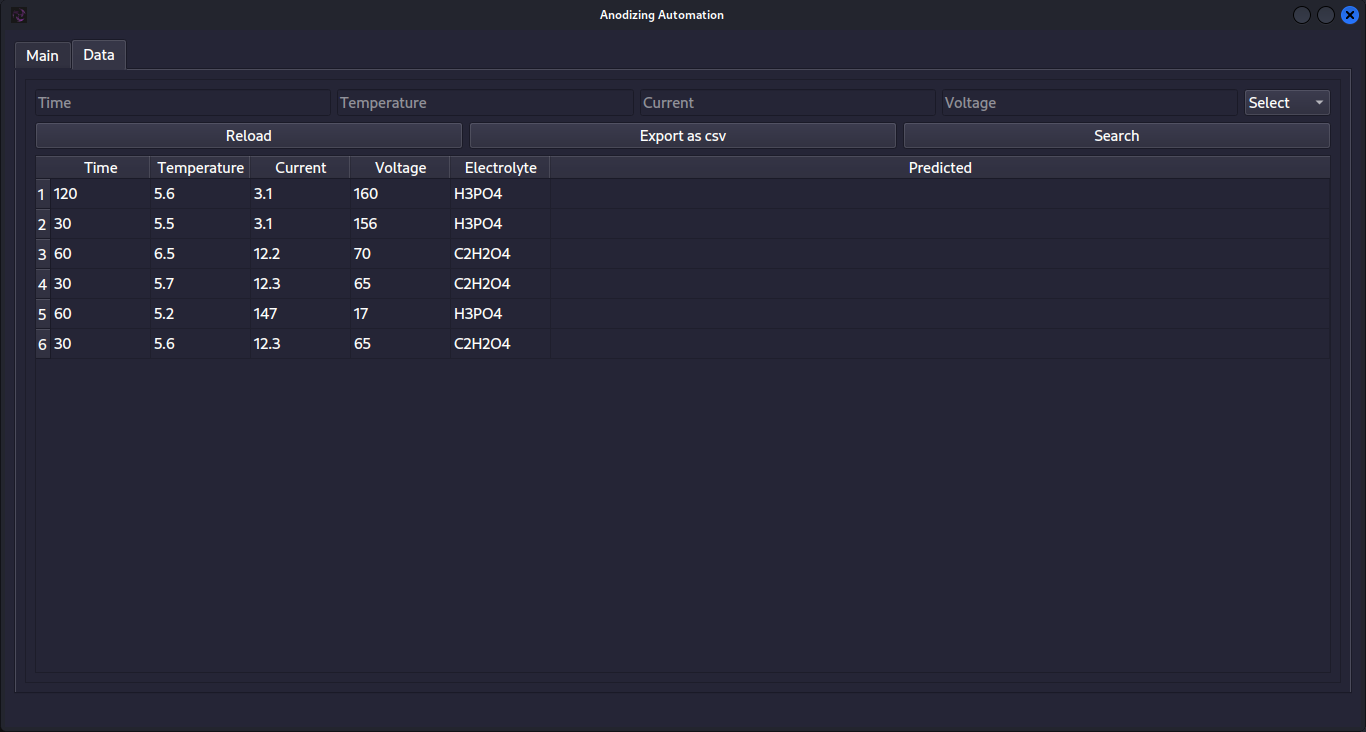 Anodizing Automation
Main Data
Time Temperature Current Voltage Select
Reload Export as csv Search
Time Temperature Current Voltage Electrolyte Predicted
1 120 5.6 3.1 160 H3PO4
2 30 5.5 3.1 156 H3PO4
3 60 6.5 12.2 70 C2H2O4
4 30 5.7 12.3 65 C2H2O4
5 60 5.2 147 17 H3PO4
6 30 5.6 12.3 65 C2H2O4